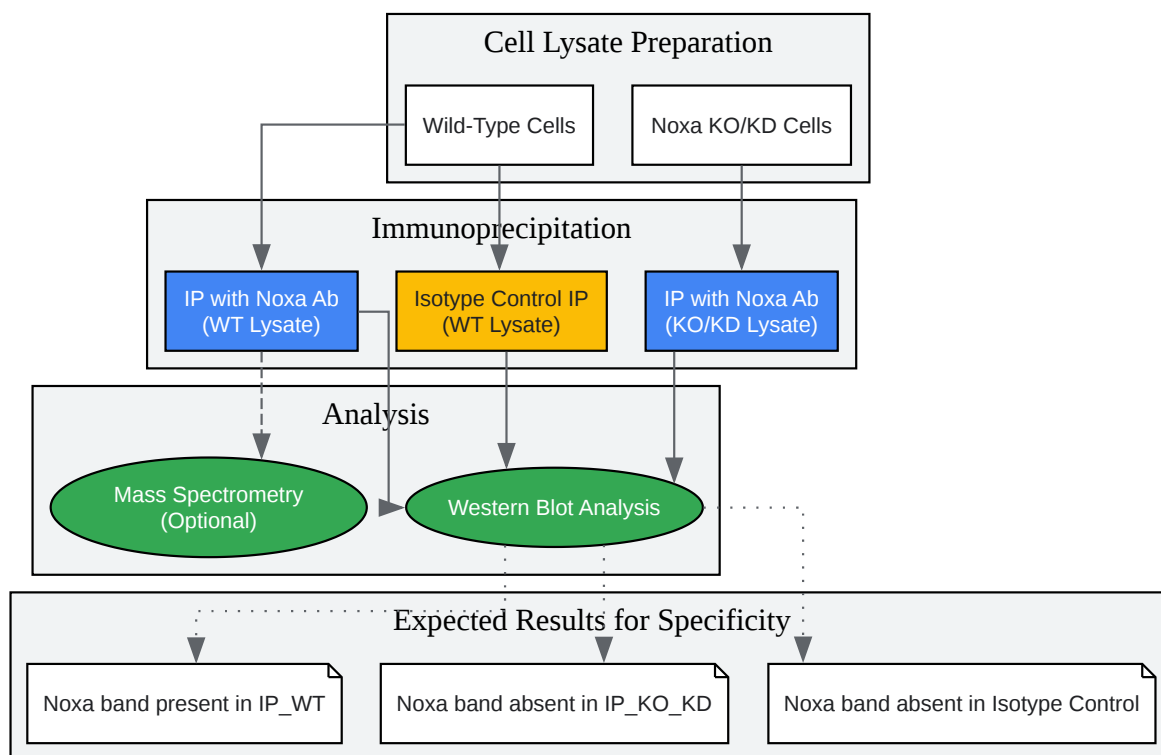 Cell Lysate Preparation
Wild-Type Cells
Noxa KO/KD Cells
Immunoprecipitation
IP with Noxa Ab
(WT Lysate)
Isotype Control IP
(WT Lysate)
IP with Noxa Ab
(KO/KD Lysate)
Analysis
Mass Spectrometry
(Optional)
Western Blot Analysis
Expected Results for Specificity
Noxa band present in IP_WT
Noxa band absent in IP_KO_KD
Noxa band absent in Isotype Control